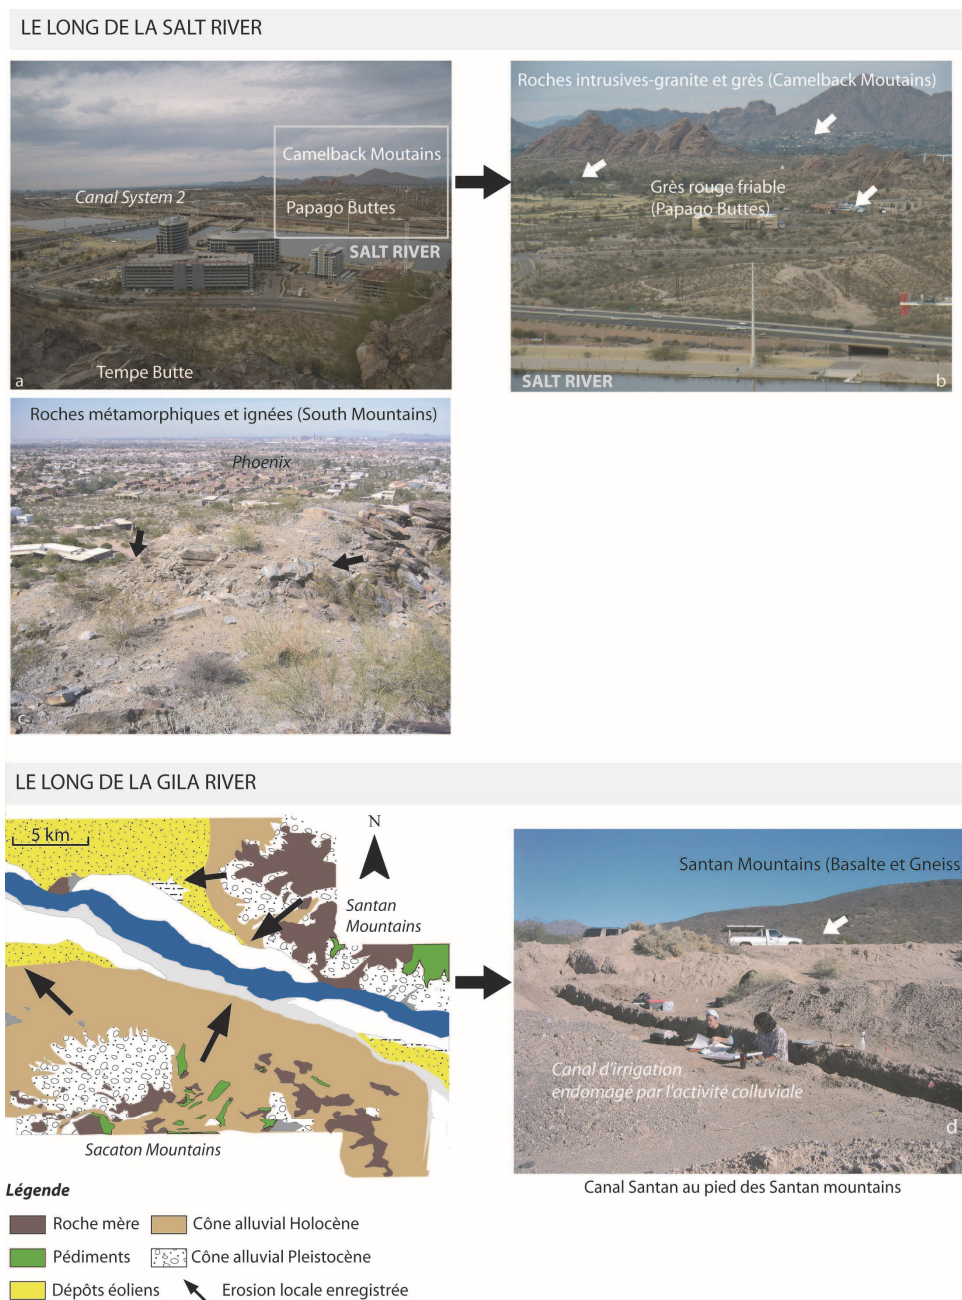 LE LONG DE LA SALT RIVER
Camelback Moutains
Canal System 2
Papago Buttes
SALT RIVER
Tempe Butte
a
Roches intrusives-granite et grès (Camelback Moutains)
Grès rouge friable
(Papago Buttes)
SALT RIVER
b
Roches métamorphiques et ignées (South Mountains)
Phoenix
c
LE LONG DE LA GILA RIVER
5 km
N
Santan
Mountains
Sacaton Mountains
Santan Mountains (Basalte et Gneiss
Canal d'irrigation
endomagé par l'activité colluviale
d
Canal Santan au pied des Santan mountains
Légende
Roche mère
Cône alluvial Holocène
Pédiments
Cône alluvial Pleistocène
Dépôts éoliens
Erosion locale enregistrée